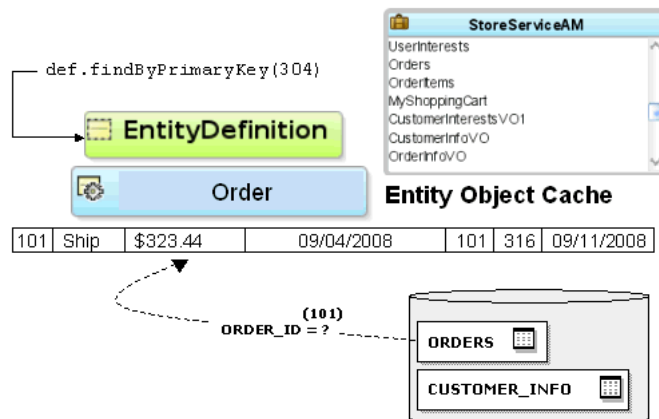 StoreServiceAM
UserInterests
Orders
OrderItems
MyShoppingCart
CustomerInterestsVO1
CustomerInfoVO
OrderInfoVO
def.findByPrimaryKey(304)
EntityDefinition
Order
Entity Object Cache
101 Ship $323.44 09/04/2008 101 316 09/11/2008
(101)
ORDER_ID = ?
ORDERS
CUSTOMER_INFO